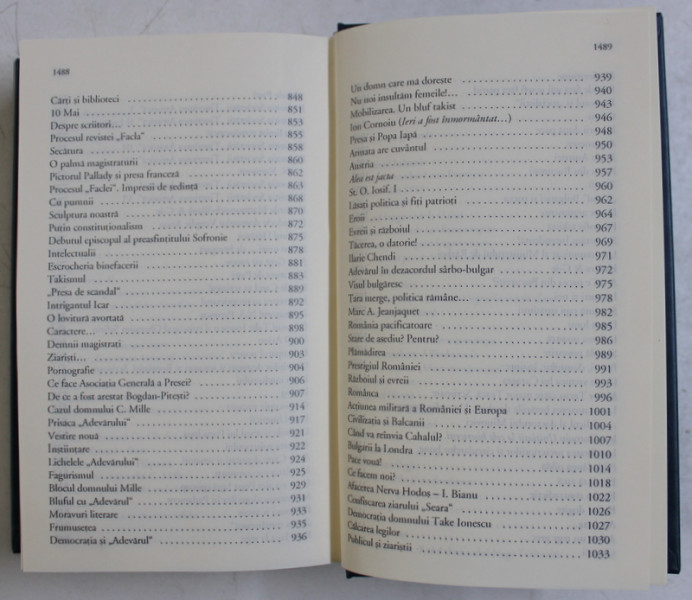 1488
Cărți și biblioteci 848
10 Mai 851
Despre scriitori... 853
Procesul revistei „Facla" 855
Secătura 858
O palmă magistraturii 860
Pictorul Pallady și presa franceză 862
Procesul „Faclei". Impresii de ședință 863
Cu pumnii 868
Sculptura noastră 870
Puțin constituționalism 872
Debutul episcopal al preasfintitului Sofronie 875
Intelectualii 878
Escrocheria binefacerii 881
Takismul 883
„Presa de scandal" 889
Intrigantul Icar 892
O lovitură avortată 895
Caractere... 898
Demnii magistrați 900
Ziariști... 903
Pornografie 904
Ce face Asociația Generală a Presei? 906
De ce a fost arestat Bogdan-Pitești? 907
Cazul domnului C. Mille 914
Prisaca „Adevărului" 917
Vestire nouă 921
Înștiințare 922
Lichelele „Adevărului" 924
Fagurismul 925
Blocul domnului Mille 929
Bluful cu „Adevărul" 931
Moravuri literare 933
Frumusețea 935
Democrația și „Adevărul" 936
1489
Un domn care mă dorește 939
Nu noi insultăm femeile!... 940
Mobilizarea. Un bluf takist 943
Ion Cornoiu (Ieri a fost înmormântat...) 946
Presa și Popa Iapă 948
Armata are cuvântul 950
Austria 953
Alea est jacta 957
St. O. Iosif. I 960
Lăsați politica și fiți patrioți 962
Eroii 964
Evreii și războiul 967
Tăcerea, o datorie! 969
Ilarie Chendi 971
Adevărul în dezacordul sârbo-bulgar 972
Visul bulgăresc 975
Țara merge, politica rămâne... 978
Marc A. Jeanjaquet 982
România pacificatoare 985
Stare de asediu? Pentru? 986
Plămădirea 989
Prestigiul României 991
Războiul și evreii 993
Românca 996
Acțiunea militară a României și Europa 1001
Civilizația și Balcanii 1004
Când va reînvia Cahalul? 1007
Bulgarii la Londra 1010
Pace vouă! 1014
Ce facem noi? 1018
Afacerea Nerva Hodoș – I. Bianu 1022
Confiscarea ziarului „Seara" 1026
Democrația domnului Take Ionescu 1027
Călcarea legilor 1030
Publicul și ziariștii 1033